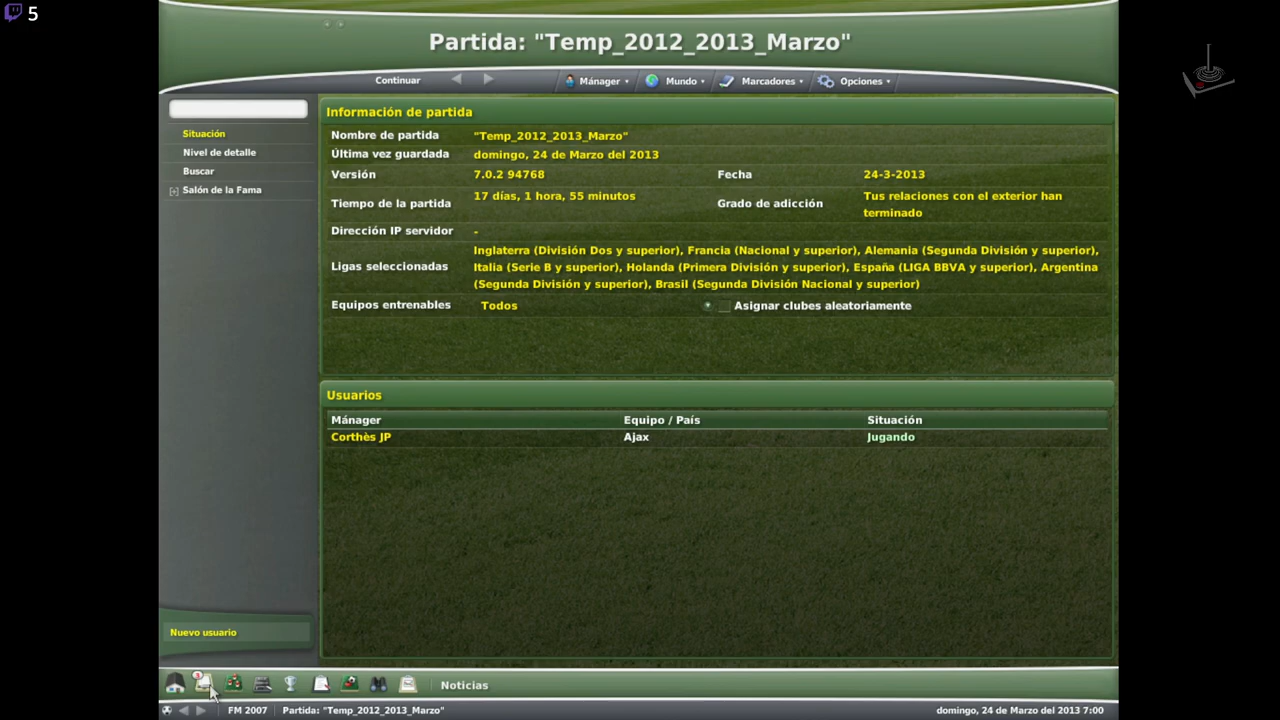 5
Partida: "Temp_2012_2013_Marzo"
Continuar Mánager Mundo Marcadores Opciones
Situación
Nivel de detalle
Buscar
Salón de la Fama
Información de partida
Nombre de partida "Temp_2012_2013_Marzo"
Última vez guardada domingo, 24 de Marzo del 2013
Versión 7.0.2 94768 Fecha 24-3-2013
Tiempo de la partida 17 días, 1 hora, 55 minutos Grado de adicción Tus relaciones con el exterior han
terminado
Dirección IP servidor -
Ligas seleccionadas Inglaterra (División Dos y superior), Francia (Nacional y superior), Alemania (Segunda División y superior),
Italia (Serie B y superior), Holanda (Primera División y superior), España (LIGA BBVA y superior), Argentina
(Segunda División y superior), Brasil (Segunda División Nacional y superior)
Equipos entrenables Todos Asignar clubes aleatoriamente
Usuarios
Mánager Equipo / País Situación
Corthès JP Ajax Jugando
Nuevo usuario
Noticias
FM 2007 Partida: "Temp_2012_2013_Marzo" domingo, 24 de Marzo del 2013 7:00